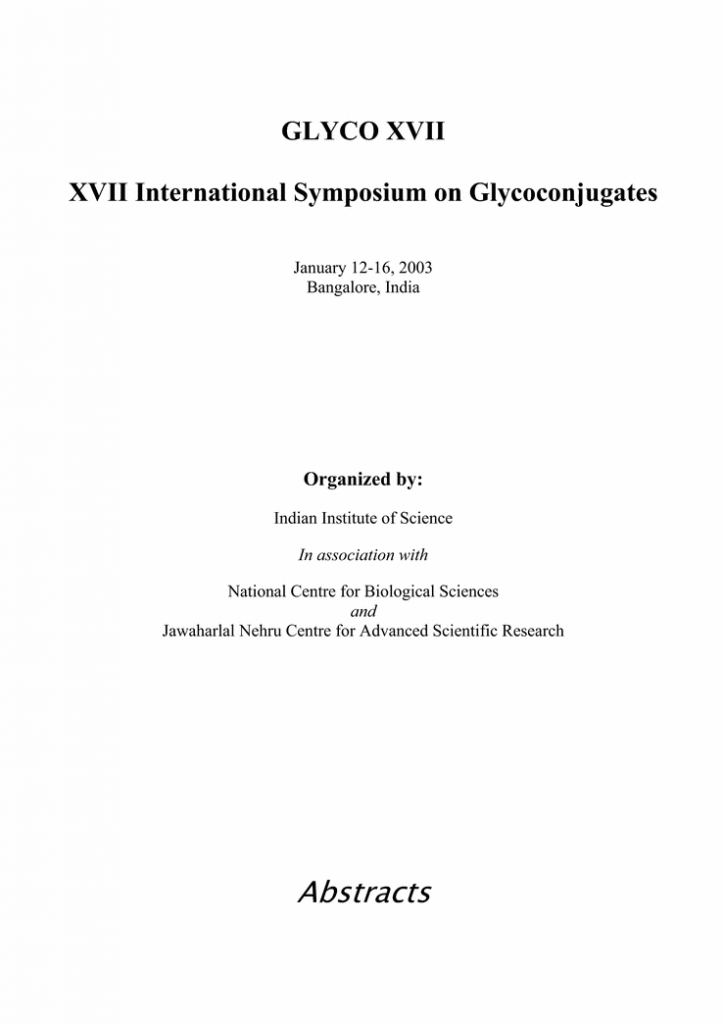 GLYCO XVII
XVII International Symposium on Glycoconjugates
January 12-16, 2003
Bangalore, India
Organized by:
Indian Institute of Science
In association with
National Centre for Biological Sciences
and
Jawaharlal Nehru Centre for Advanced Scientific Research
Abstracts